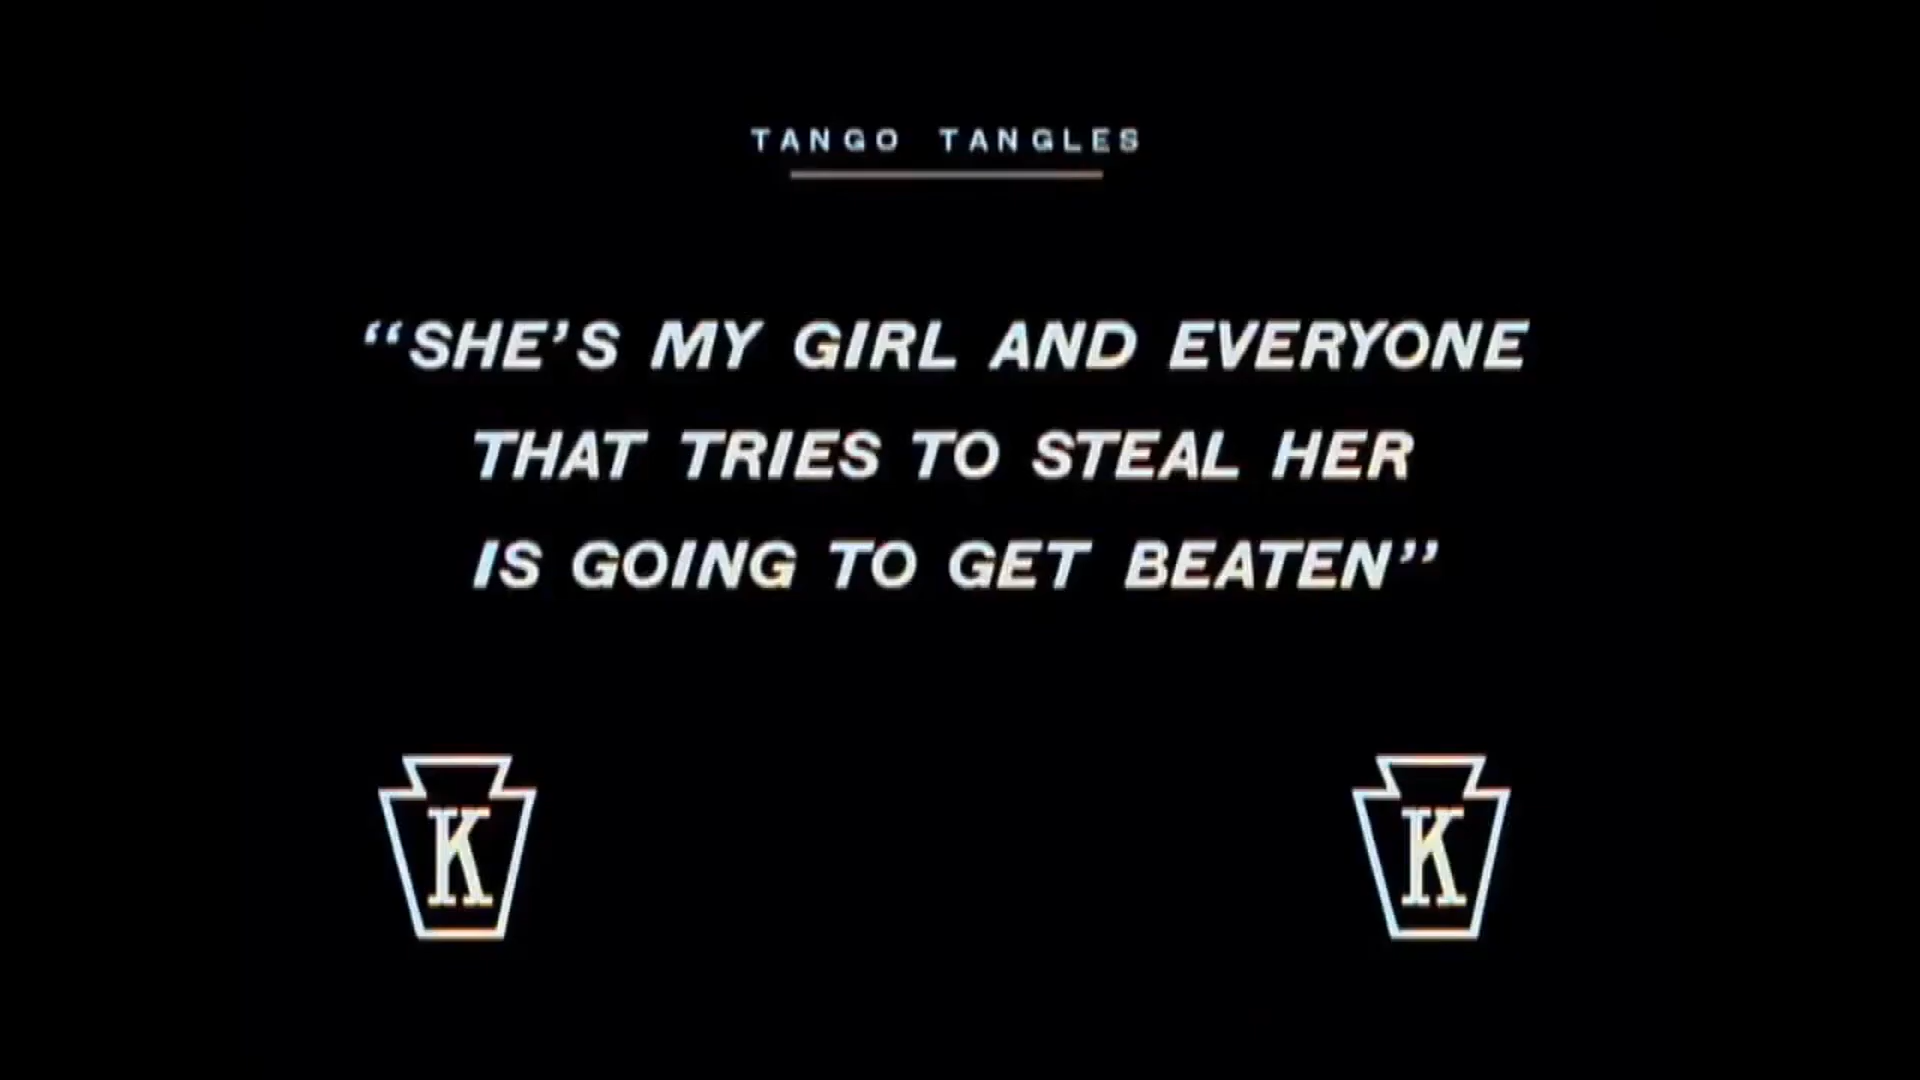 TANGO TANGLES
“SHE’S MY GIRL AND EVERYONE
THAT TRIES TO STEAL HER
IS GOING TO GET BEATEN”
K K